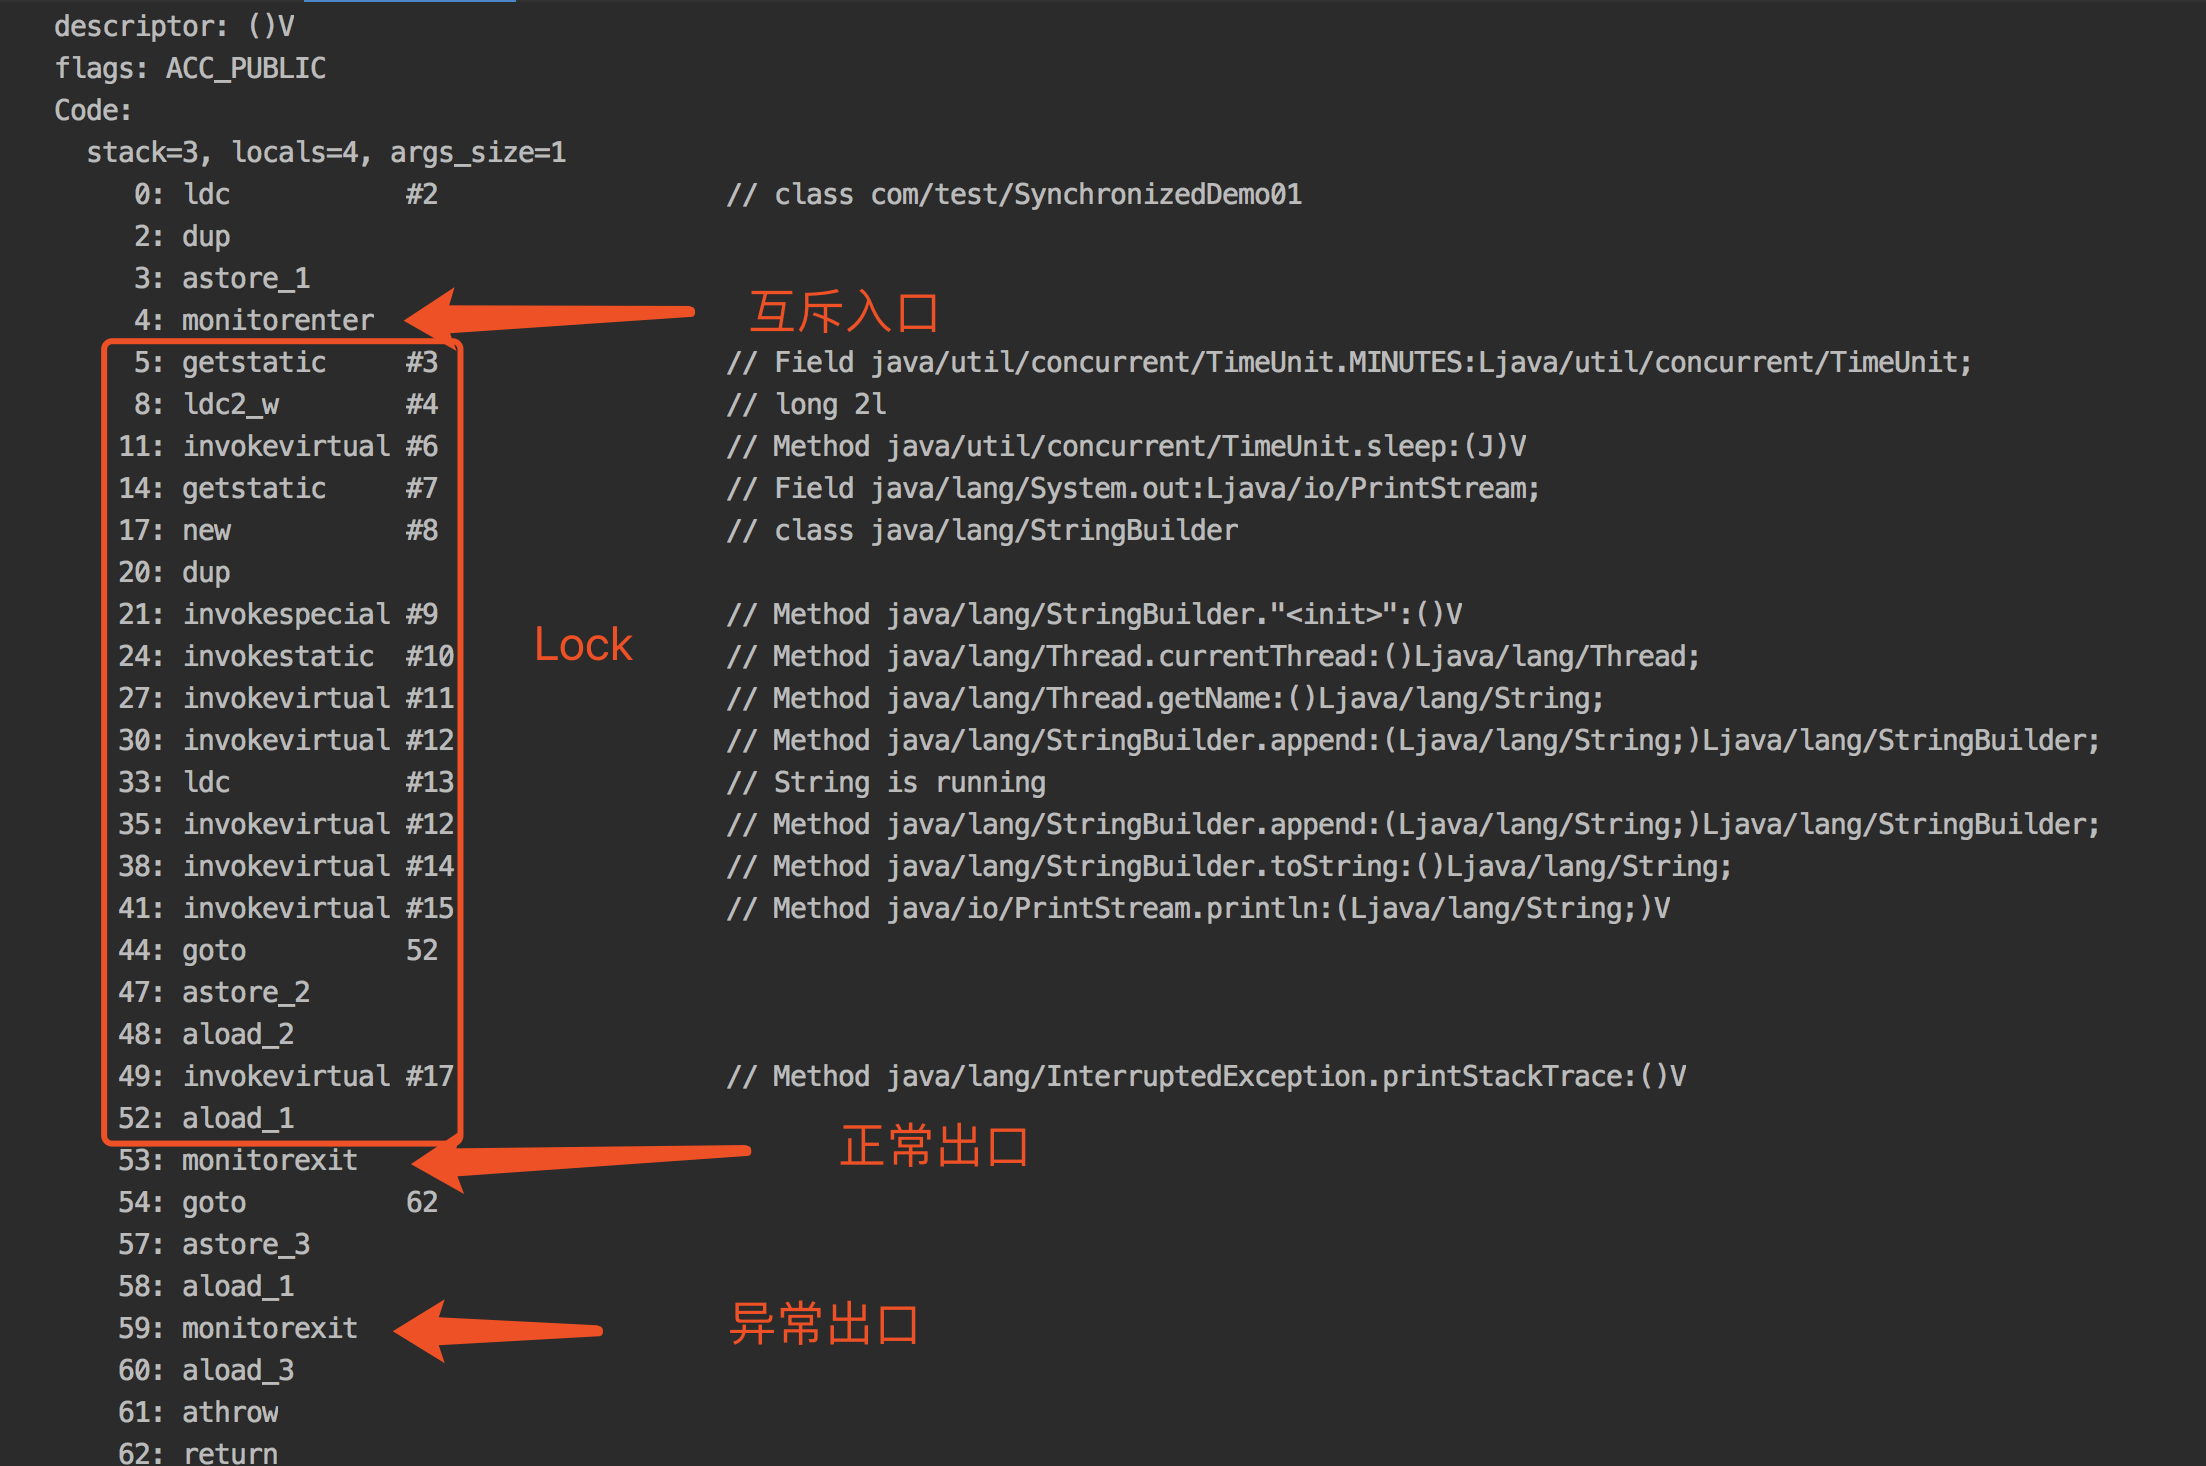 descriptor: ()V
flags: ACC_PUBLIC
Code:
stack=3, locals=4, args_size=1
0: ldc #2 // class com/test/SynchronizedDemo01
2: dup
3: astore_1
4: monitorenter 互斥入口
5: getstatic #3 // Field java/util/concurrent/TimeUnit.MINUTES:Ljava/util/concurrent/TimeUnit;
8: ldc2_w #4 // long 2l
11: invokevirtual #6 // Method java/util/concurrent/TimeUnit.sleep:(J)V
14: getstatic #7 // Field java/lang/System.out:Ljava/io/PrintStream;
17: new #8 // class java/lang/StringBuilder
20: dup
21: invokespecial #9 // Method java/lang/StringBuilder."<init>":()V
Lock
24: invokestatic #10 // Method java/lang/Thread.currentThread:()Ljava/lang/Thread;
27: invokevirtual #11 // Method java/lang/Thread.getName:()Ljava/lang/String;
30: invokevirtual #12 // Method java/lang/StringBuilder.append:(Ljava/lang/String;)Ljava/lang/StringBuilder;
33: ldc #13 // String is running
35: invokevirtual #12 // Method java/lang/StringBuilder.append:(Ljava/lang/String;)Ljava/lang/StringBuilder;
38: invokevirtual #14 // Method java/lang/StringBuilder.toString:()Ljava/lang/String;
41: invokevirtual #15 // Method java/io/PrintStream.println:(Ljava/lang/String;)V
44: goto 52
47: astore_2
48: aload_2
49: invokevirtual #17 // Method java/lang/InterruptedException.printStackTrace:()V
52: aload_1
53: monitorexit 正常出口
54: goto 62
57: astore_3
58: aload_1
59: monitorexit 异常出口
60: aload_3
61: athrow
62: return